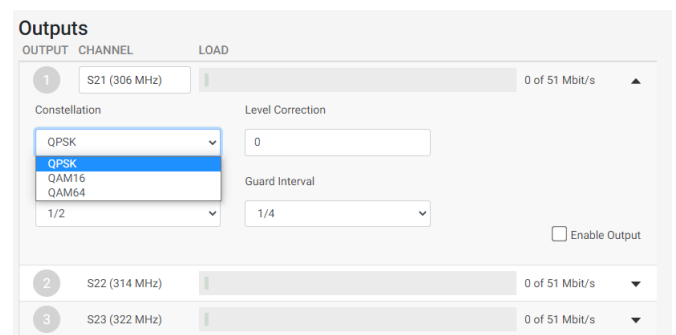 Outputs
OUTPUT CHANNEL LOAD
1 S21 (306 MHz) 0 of 51 Mbit/s
Constellation Level Correction
QPSK 0
QPSK
QAM16 Guard Interval
QAM64
1/2 1/4
Enable Output
2 S22 (314 MHz) 0 of 51 Mbit/s
3 S23 (322 MHz) 0 of 51 Mbit/s